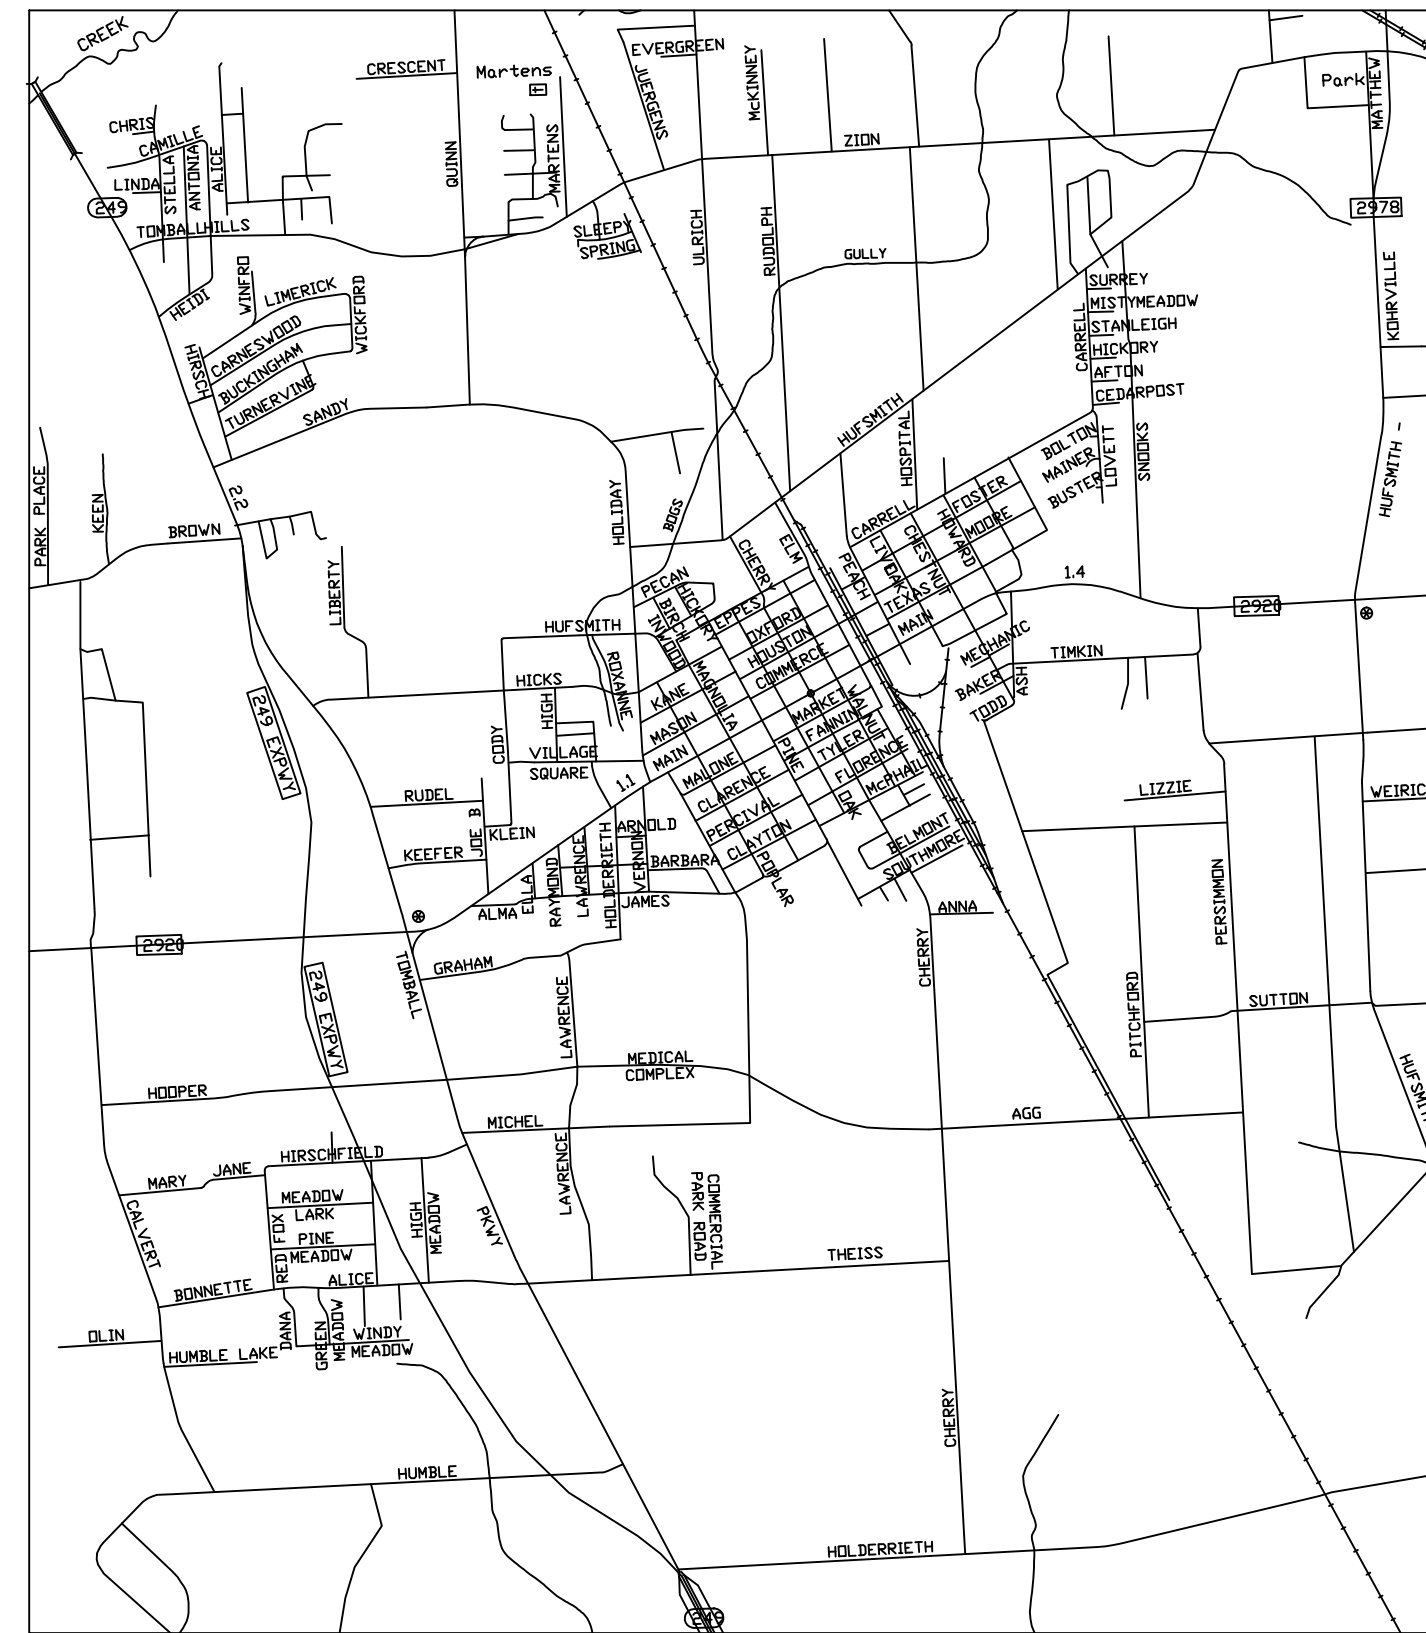 CREEK
CRESCENT
Martens
EVERGREEN
JUERGENS
McKINNEY
ZION
Park
MATTHEW
CHRIS
CAMILLE
LINDA
STELLA
ANTONIA
ALICE
QUINN
MARTENS
249
TOMBALLHILLS
SLEEPY
SPRING
ULRICH
RUDOLPH
GULLY
2978
HEIDI
WINFRO
LIMERICK
WICKFORD
SURREY
MISTYMEADOW
STANLEIGH
HICKORY
AFTON
CEDARPOST
CARRELL
KOHRVILLE
HIRSCH
CARNESWOOD
BUCKINGHAM
TURNERVINE
SANDY
HUFSMITH
HOSPITAL
BOLTON
MAINER
BUSTER
LOVETT
SNOOKS
HUFSMITH -
PARK PLACE
KEEN
2.2
BROWN
HOLIDAY
BOGS
CARRELL
FOSTER
MOORE
HOWARD
CHESTNUT
LIVEOAK
PEACH
ELM
CHERRY
TEXAS
MAIN
1.4
2920
LIBERTY
PECAN
HICKORY
BIRCH
INWOOD
EPPES
OXFORD
HOUSTON
COMMERCE
HUFSMITH
ROXANNE
MECHANIC
TIMKIN
BAKER
TODD
ASH
HICKS
HIGH
KANE
MAGNOLIA
MASON
MAIN
MARKET
WALNUT
FANNIN
TYLER
FLORENCE
McPHAIL
PINE
OAK
249 EXPWY
CODY
VILLAGE
SQUARE
1.1
MALONE
CLARENCE
PERCIVAL
CLAYTON
POPLAR
BELMONT
SOUTHMORE
LIZZIE
WEIRIC
RUDEL
JOE B
KLEIN
KEEFER
ARNOLD
VERNON
BARBARA
JAMES
ALMA
ELLA
RAYMOND
LAWRENCE
HOLDERRIETH
ANNA
CHERRY
PERSIMMON
2920
GRAHAM
TOMBALL
249 EXPWY
LAWRENCE
PITCHFORD
SUTTON
MEDICAL
COMPLEX
HOOPER
MICHEL
AGG
HUFSMITH
HIRSCHFIELD
MARY JANE
MEADOW
LARK
PINE
MEADOW
RED FOX
HIGH
MEADOW
PKWY
LAWRENCE
COMMERCIAL
PARK ROAD
CALVERT
BONNETTE
ALICE
THEISS
OLIN
DANA
GREEN
MEADOW
WINDY
MEADOW
HUMBLE LAKE
CHERRY
HUMBLE
HOLDERRIETH
249